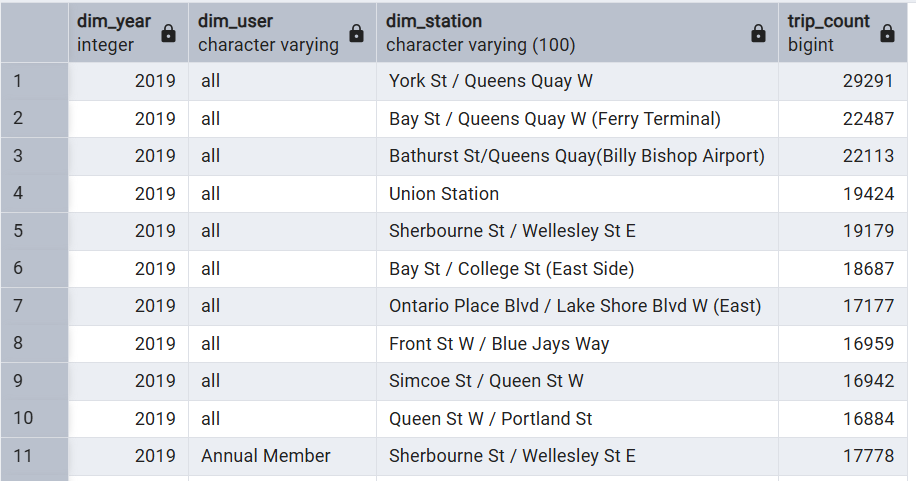 dim_year dim_user dim_station trip_count
integer character varying character varying (100) bigint
1 2019 all York St / Queens Quay W 29291
2 2019 all Bay St / Queens Quay W (Ferry Terminal) 22487
3 2019 all Bathurst St/Queens Quay(Billy Bishop Airport) 22113
4 2019 all Union Station 19424
5 2019 all Sherbourne St / Wellesley St E 19179
6 2019 all Bay St / College St (East Side) 18687
7 2019 all Ontario Place Blvd / Lake Shore Blvd W (East) 17177
8 2019 all Front St W / Blue Jays Way 16959
9 2019 all Simcoe St / Queen St W 16942
10 2019 all Queen St W / Portland St 16884
11 2019 Annual Member Sherbourne St / Wellesley St E 17778